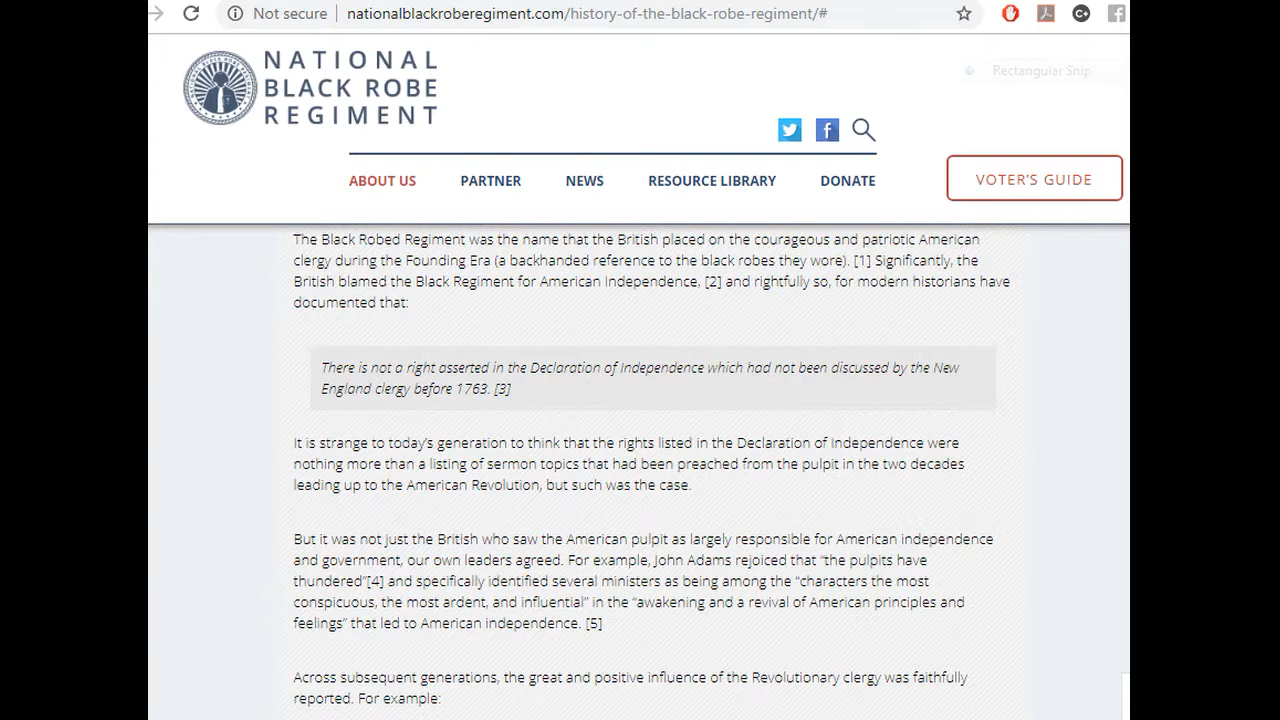 Not secure | nationalblackroberegiment.com/history-of-the-black-robe-regiment/#
NATIONAL
BLACK ROBE
REGIMENT
Rectangular Snip
ABOUT US PARTNER NEWS RESOURCE LIBRARY DONATE VOTER'S GUIDE
The Black Robed Regiment was the name that the British placed on the courageous and patriotic American
clergy during the Founding Era (a backhanded reference to the black robes they wore). [1] Significantly, the
British blamed the Black Regiment for American Independence, [2] and rightfully so, for modern historians have
documented that:
There is not a right asserted in the Declaration of Independence which had not been discussed by the New
England clergy before 1763. [3]
It is strange to today's generation to think that the rights listed in the Declaration of Independence were
nothing more than a listing of sermon topics that had been preached from the pulpit in the two decades
leading up to the American Revolution, but such was the case.
But it was not just the British who saw the American pulpit as largely responsible for American independence
and government, our own leaders agreed. For example, John Adams rejoiced that "the pulpits have
thundered"[4] and specifically identified several ministers as being among the "characters the most
conspicuous, the most ardent, and influential" in the "awakening and a revival of American principles and
feelings" that led to American independence. [5]
Across subsequent generations, the great and positive influence of the Revolutionary clergy was faithfully
reported. For example: